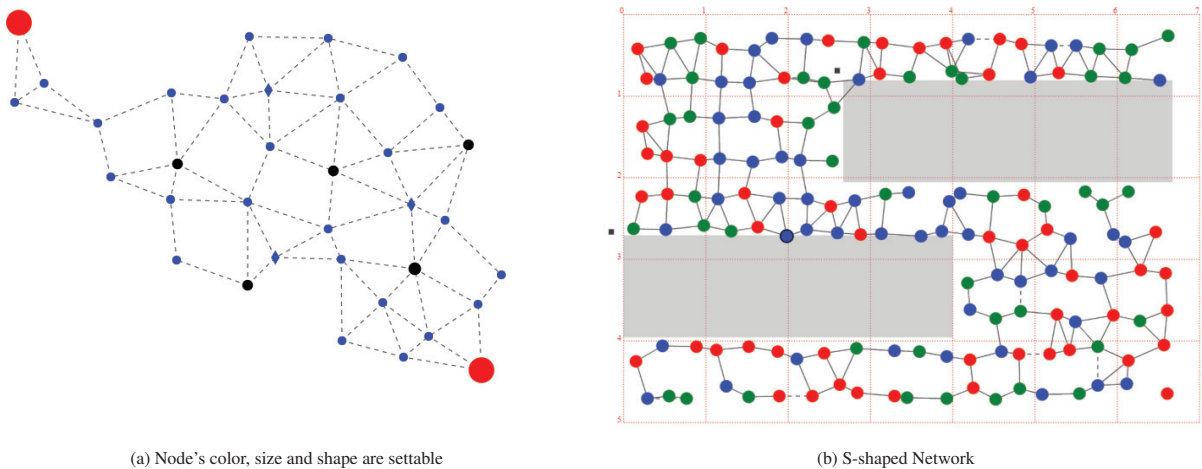 0 1 2 3 4 5 6 7
1
2
3
4
5
(a) Node's color, size and shape are settable
(b) S-shaped Network